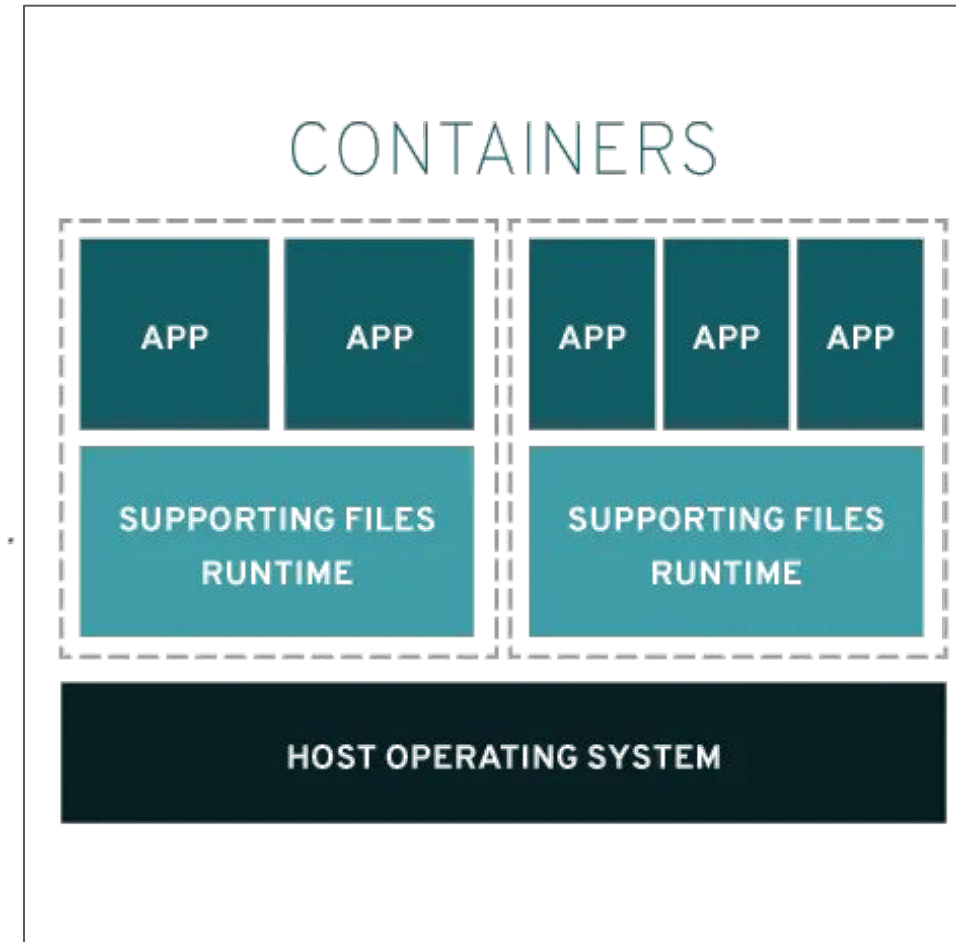 CONTAINERS
APP
APP
APP
APP
APP
SUPPORTING FILES
RUNTIME
SUPPORTING FILES
RUNTIME
HOST OPERATING SYSTEM